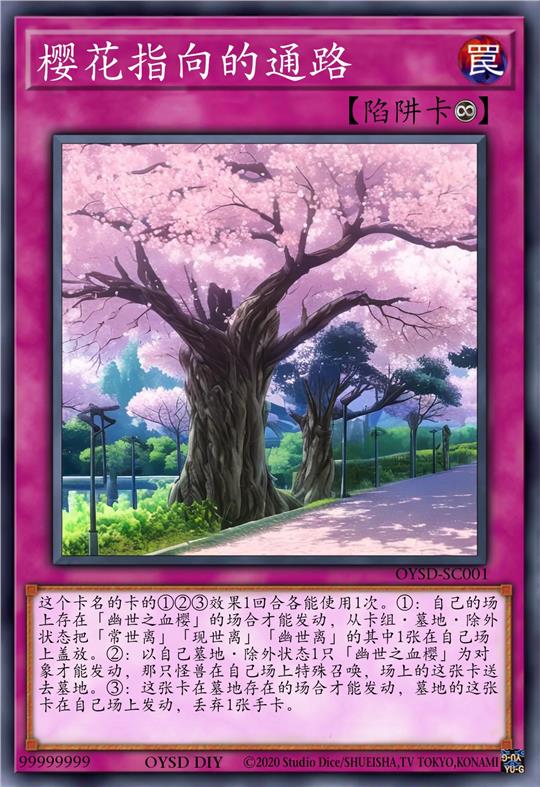 樱花指向的通路
罠
【陷阱卡♾】
OYSD-SC001
这个卡名的卡的①②③效果1回合各能使用1次。①：自己的场
上存在「幽世之血樱」的场合才能发动，从卡组·墓地·除外
状态把「常世离」「现世离」「幽世离」的其中1张在自己场
上盖放。②：以自己墓地·除外状态1只「幽世之血樱」为对
象才能发动，那只怪兽在自己场上特殊召唤，场上的这张卡送
去墓地。③：这张卡在墓地存在的场合才能发动，墓地的这张
卡在自己场上发动，丢弃1张手卡。
99999999 OYSD DIY ©2020 Studio Dice/SHUEISHA,TV TOKYO,KONAMI